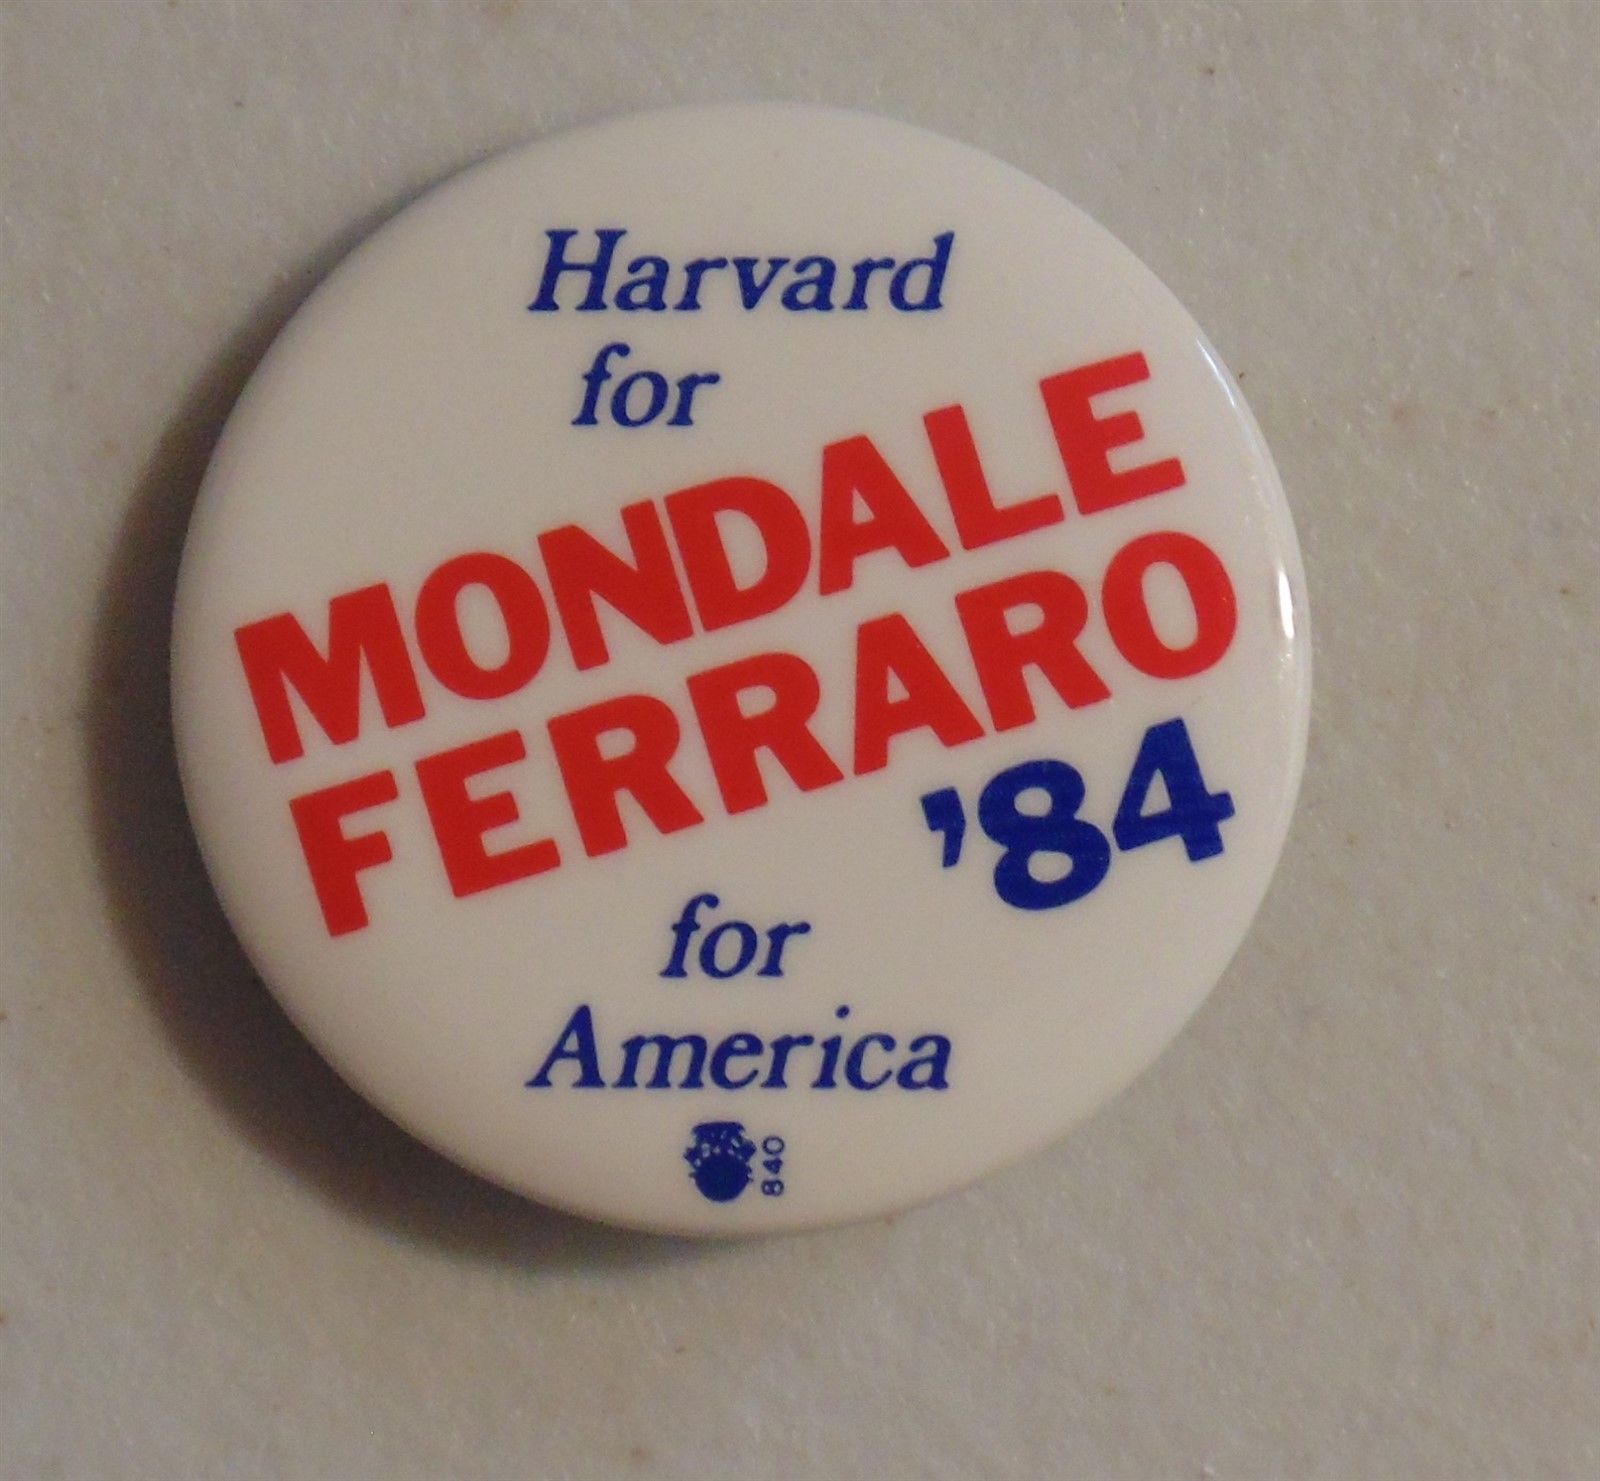 Harvard
for
MONDALE
FERRARO
'84
for
America
840